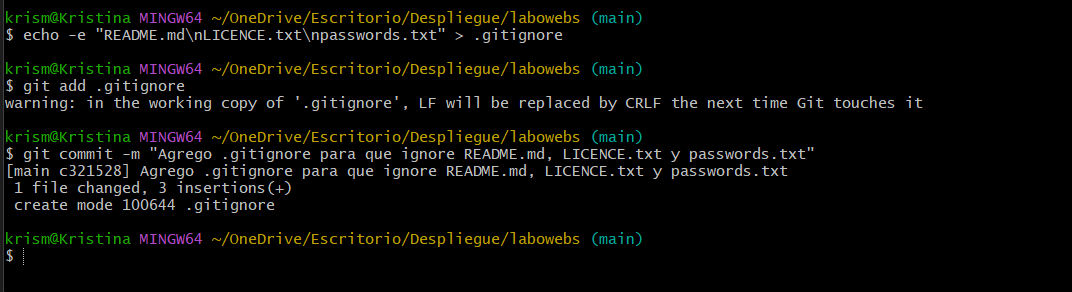 krism@Kristina MINGW64 ~/OneDrive/Escritorio/Despliegue/labowebs (main)
$ echo -e "README.md\nLICENCE.txt\npasswords.txt" > .gitignore
krism@Kristina MINGW64 ~/OneDrive/Escritorio/Despliegue/labowebs (main)
$ git add .gitignore
warning: in the working copy of '.gitignore', LF will be replaced by CRLF the next time Git touches it
krism@Kristina MINGW64 ~/OneDrive/Escritorio/Despliegue/labowebs (main)
$ git commit -m "Agrego .gitignore para que ignore README.md, LICENCE.txt y passwords.txt"
[main c321528] Agrego .gitignore para que ignore README.md, LICENCE.txt y passwords.txt
 1 file changed, 3 insertions(+)
 create mode 100644 .gitignore
krism@Kristina MINGW64 ~/OneDrive/Escritorio/Despliegue/labowebs (main)
$